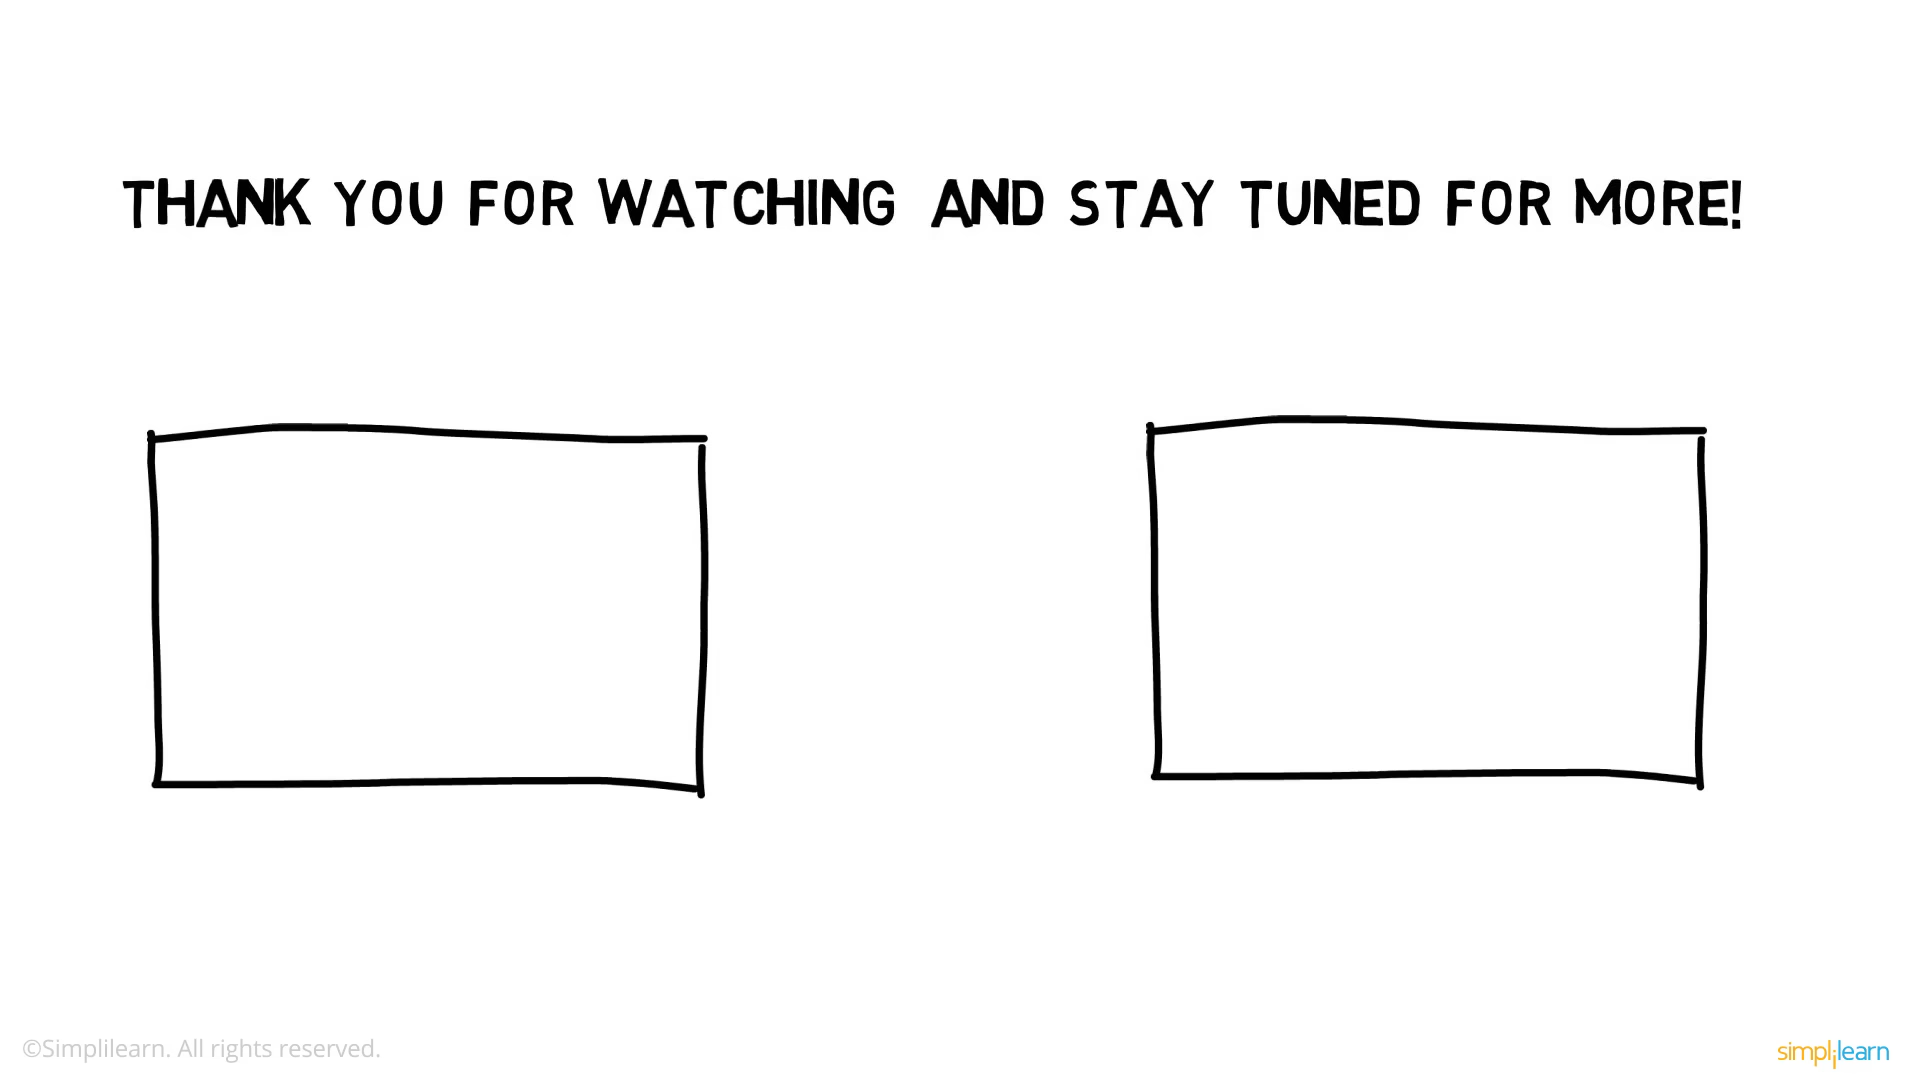 THANK YOU FOR WATCHING AND STAY TUNED FOR MORE!
©Simplilearn. All rights reserved.
simplilearn